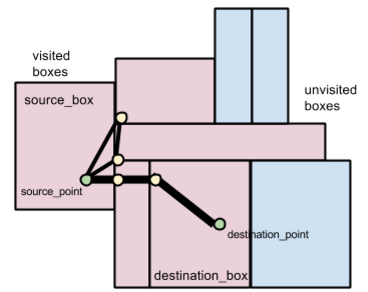 visited
boxes
source_box
unvisited
boxes
source_point
destination_point
destination_box